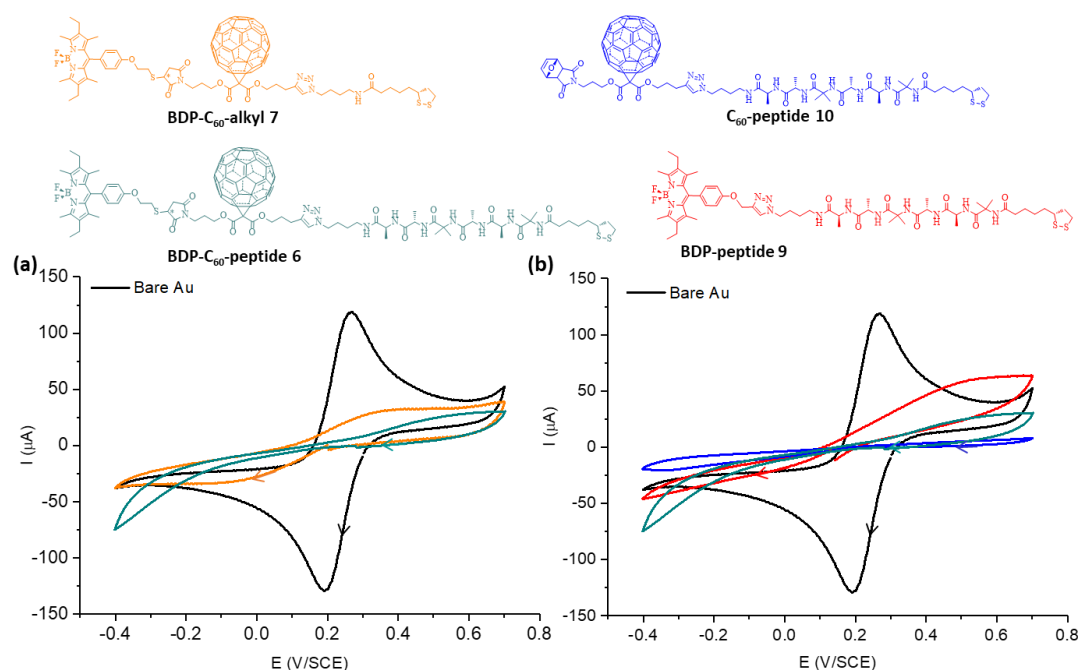 BDP-C₆₀-alkyl 7
C₆₀-peptide 10
BDP-C₆₀-peptide 6
BDP-peptide 9
(a)
Bare Au
I (µA)
150
100
50
0
-50
-100
-150
-0.4
-0.2
0.0
0.2
0.4
0.6
0.8
E (V/SCE)
(b)
Bare Au
I (µA)
150
100
50
0
-50
-100
-150
-0.4
-0.2
0.0
0.2
0.4
0.6
0.8
E (V/SCE)